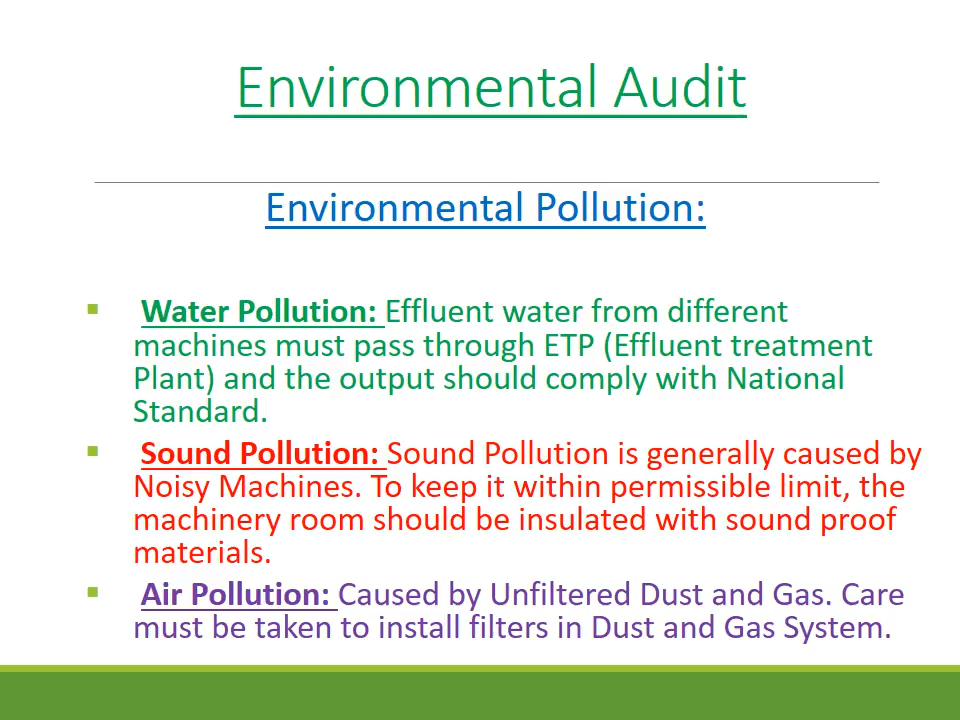 Environmental Audit
Environmental Pollution:
Water Pollution: Effluent water from different
machines must pass through ETP (Effluent treatment
Plant) and the output should comply with National
Standard.
Sound Pollution: Sound Pollution is generally caused by
Noisy Machines. To keep it within permissible limit, the
machinery room should be insulated with sound proof
materials.
Air Pollution: Caused by Unfiltered Dust and Gas. Care
must be taken to install filters in Dust and Gas System.